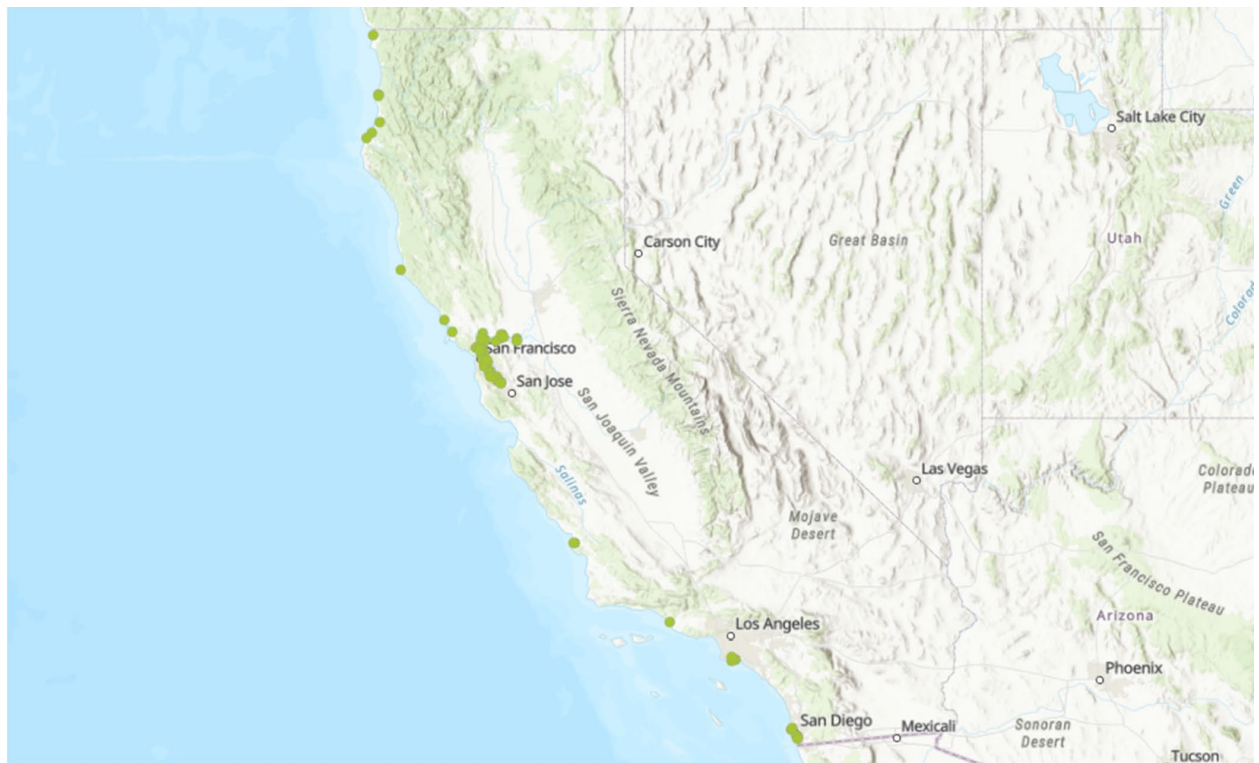 Salt Lake City
Green
Carson City
Great Basin
Utah
Sierra Nevada Mountains
San Francisco
San Jose
San Joaquin Valley
Salinas
Las Vegas
Mojave
Desert
Plateau
San Francisco Plateau
Arizona
Los Angeles
Phoenix
San Diego
Mexicali
Sonoran
Desert
Tucson